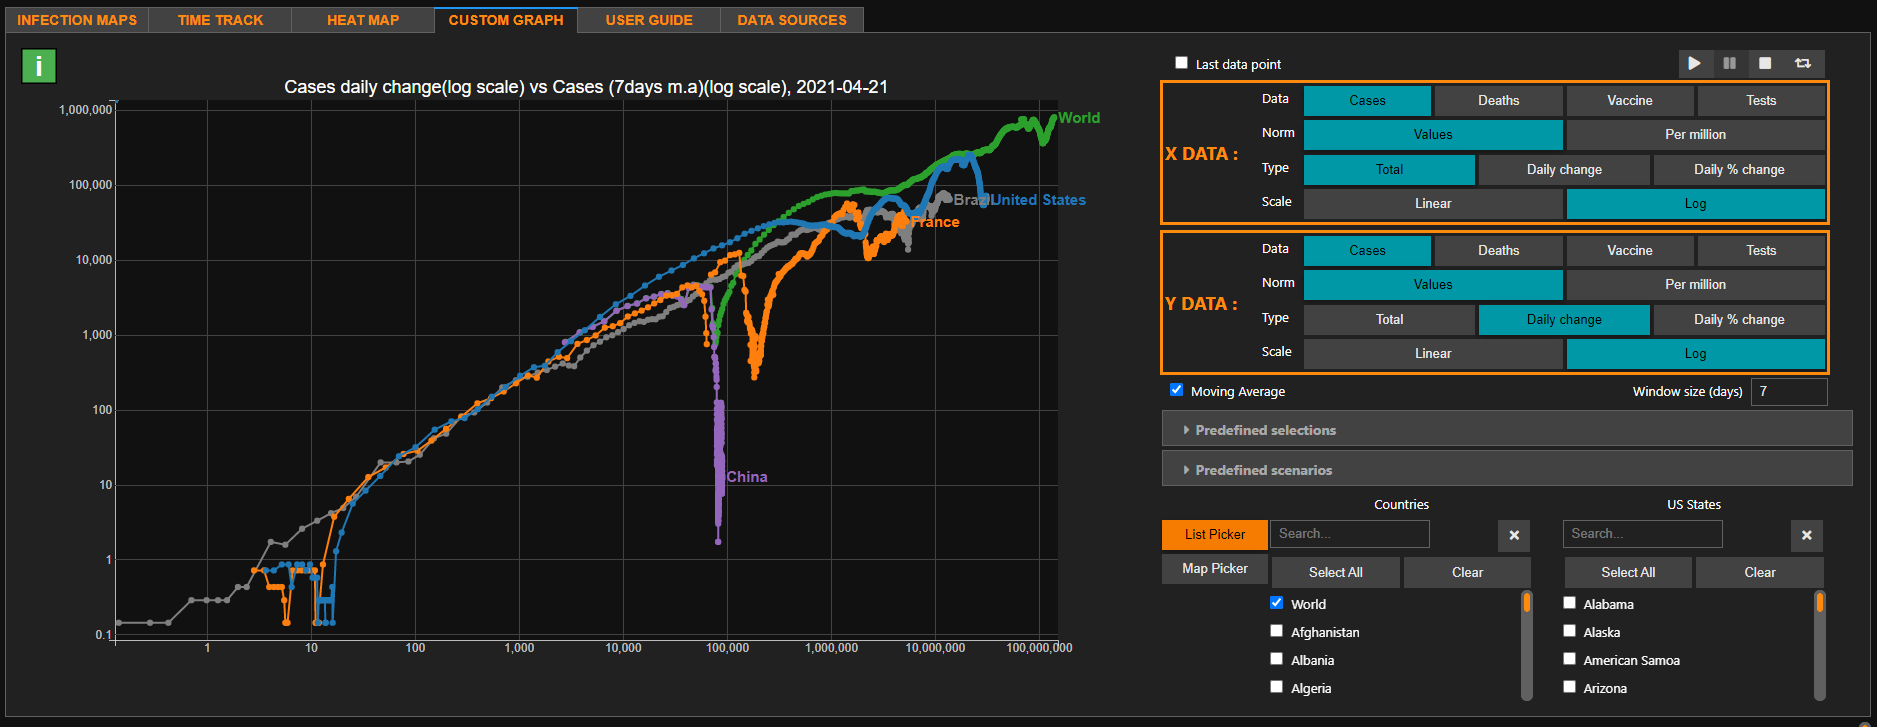 INFECTION MAPS TIME TRACK HEAT MAP CUSTOM GRAPH USER GUIDE DATA SOURCES
i
Cases daily change(log scale) vs Cases (7days m.a)(log scale), 2021-04-21
1,000,000
100,000
10,000
1,000
100
10
1
0.1
1 10 100 1,000 10,000 100,000 1,000,000 10,000,000 100,000,000
World
Brazil
United States
France
China
Last data point
X DATA :
Data Cases Deaths Vaccine Tests
Norm Values Per million
Type Total Daily change Daily % change
Scale Linear Log
Y DATA :
Data Cases Deaths Vaccine Tests
Norm Values Per million
Type Total Daily change Daily % change
Scale Linear Log
Moving Average Window size (days) 7
Predefined selections
Predefined scenarios
Countries US States
List Picker Search... × Search... ×
Map Picker Select All Clear Select All Clear
World Alabama
Afghanistan Alaska
Albania American Samoa
Algeria Arizona